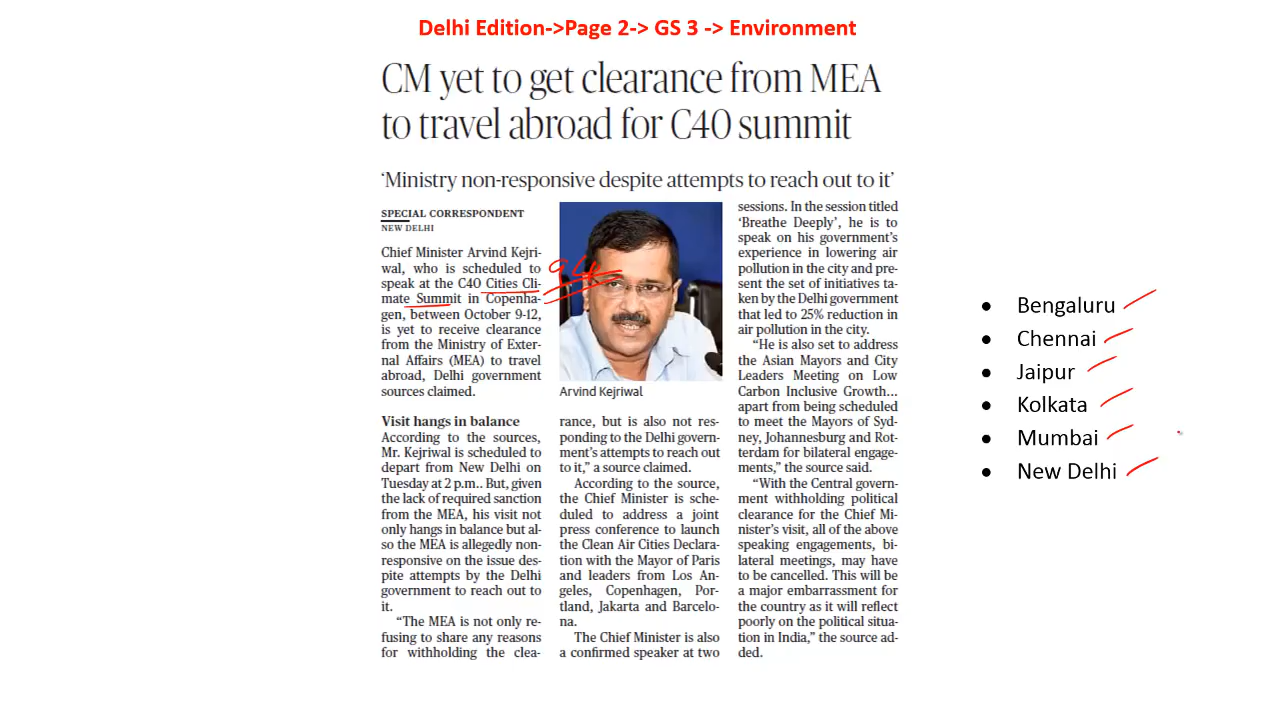 Delhi Edition->Page 2-> GS 3 -> Environment
CM yet to get clearance from MEA
to travel abroad for C40 summit
‘Ministry non-responsive despite attempts to reach out to it’
SPECIAL CORRESPONDENT
NEW DELHI
Chief Minister Arvind Kejri-
wal, who is scheduled to
speak at the C40 Cities Cli-
mate Summit in Copenha-
gen, between October 9-12,
is yet to receive clearance
from the Ministry of Exter-
nal Affairs (MEA) to travel
abroad, Delhi government
sources claimed.
Visit hangs in balance
According to the sources,
Mr. Kejriwal is scheduled to
depart from New Delhi on
Tuesday at 2 p.m.. But, given
the lack of required sanction
from the MEA, his visit not
only hangs in balance but al-
so the MEA is allegedly non-
responsive on the issue des-
pite attempts by the Delhi
government to reach out to
it.
“The MEA is not only re-
fusing to share any reasons
for withholding the clea-
94
Arvind Kejriwal
rance, but is also not res-
ponding to the Delhi govern-
ment’s attempts to reach out
to it,” a source claimed.
According to the source,
the Chief Minister is sche-
duled to address a joint
press conference to launch
the Clean Air Cities Declara-
tion with the Mayor of Paris
and leaders from Los An-
geles, Copenhagen, Por-
tland, Jakarta and Barcelo-
na.
The Chief Minister is also
a confirmed speaker at two
sessions. In the session titled
‘Breathe Deeply’, he is to
speak on his government’s
experience in lowering air
pollution in the city and pre-
sent the set of initiatives ta-
ken by the Delhi government
that led to 25% reduction in
air pollution in the city.
“He is also set to address
the Asian Mayors and City
Leaders Meeting on Low
Carbon Inclusive Growth...
apart from being scheduled
to meet the Mayors of Syd-
ney, Johannesburg and Rot-
terdam for bilateral engage-
ments,” the source said.
“With the Central govern-
ment withholding political
clearance for the Chief Mi-
nister’s visit, all of the above
speaking engagements, bi-
lateral meetings, may have
to be cancelled. This will be
a major embarrassment for
the country as it will reflect
poorly on the political situa-
tion in India,” the source ad-
ded.
• Bengaluru
• Chennai
• Jaipur
• Kolkata
• Mumbai
• New Delhi